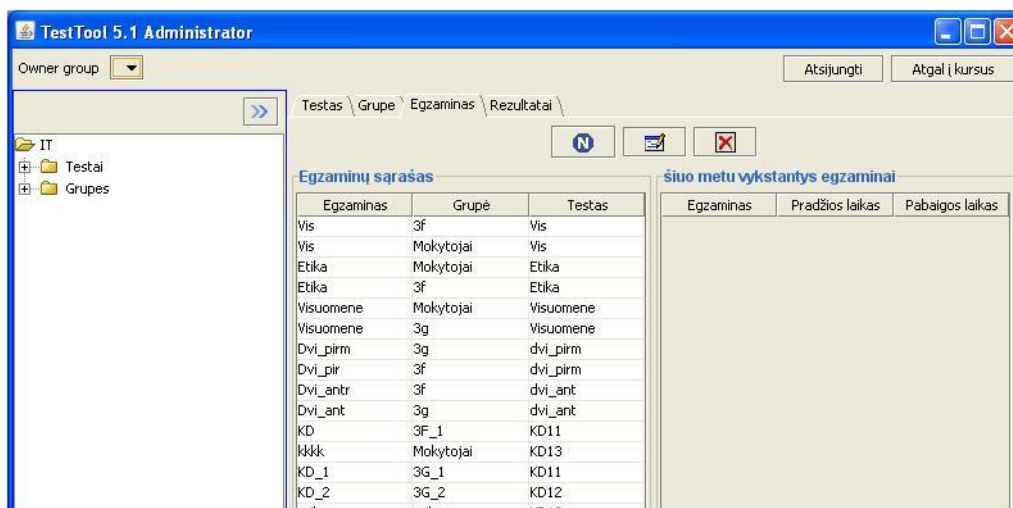 TestTool 5.1 Administrator
Owner group
Atsijungti
Atgal į kursus
Testas Grupe Egzaminas Rezultatai
IT
Testai
Grupes
N
Egzaminų sąrašas
šiuo metu vykstantys egzaminai
Egzaminas Grupė Testas
Egzaminas Pradžios laikas Pabaigos laikas
Vis 3f Vis
Vis Mokytojai Vis
Etika Mokytojai Etika
Etika 3f Etika
Visuomene Mokytojai Visuomene
Visuomene 3g Visuomene
Dvi_pirm 3g dvi_pirm
Dvi_pir 3f dvi_pirm
Dvi_antr 3f dvi_ant
Dvi_ant 3g dvi_ant
KD 3F_1 KD11
kkkk Mokytojai KD13
KD_1 3G_1 KD11
KD_2 3G_2 KD12